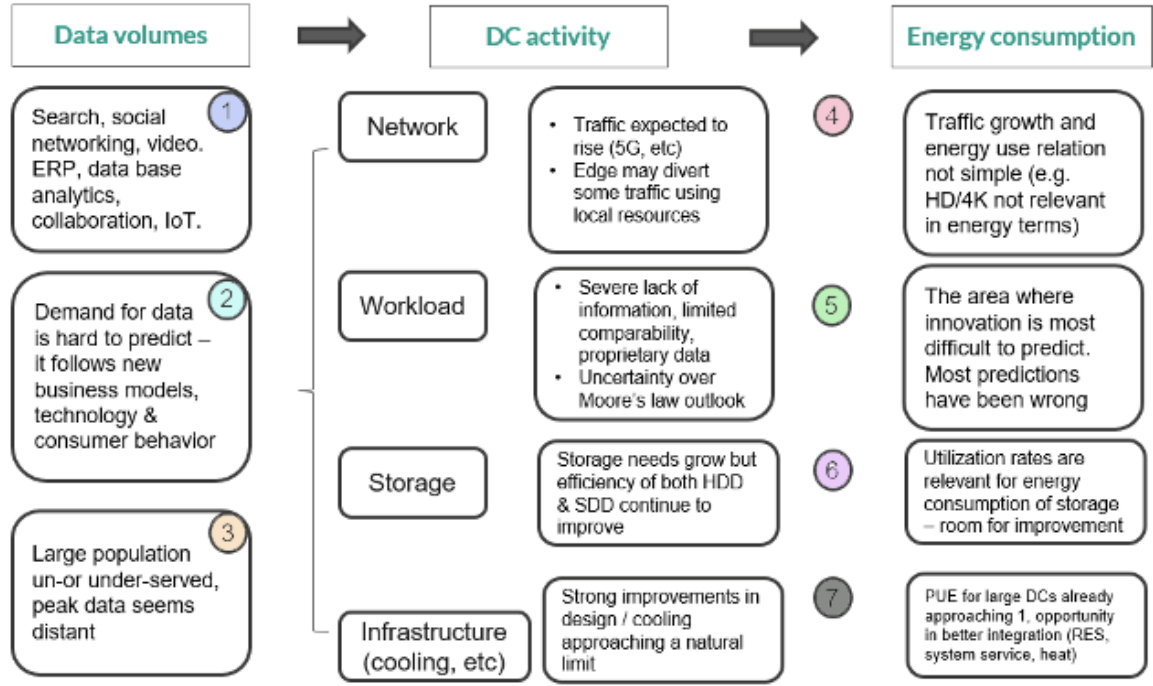 Data volumes
DC activity
Energy consumption
1
Search, social
networking, video.
ERP, data base
analytics,
collaboration, IoT.
2
Demand for data
is hard to predict –
it follows new
business models,
technology &
consumer behavior
3
Large population
un-or under-served,
peak data seems
distant
Network
• Traffic expected to
rise (5G, etc)
• Edge may divert
some traffic using
local resources
4
Traffic growth and
energy use relation
not simple (e.g.
HD/4K not relevant
in energy terms)
Workload
• Severe lack of
information, limited
comparability,
proprietary data
• Uncertainty over
Moore's law outlook
5
The area where
innovation is most
difficult to predict.
Most predictions
have been wrong
Storage
Storage needs grow but
efficiency of both HDD
& SDD continue to
improve
6
Utilization rates are
relevant for energy
consumption of storage
– room for improvement
Infrastructure
(cooling, etc)
Strong improvements in
design / cooling
approaching a natural
limit
7
PUE for large DCs already
approaching 1, opportunity
in better integration (RES,
system service, heat)